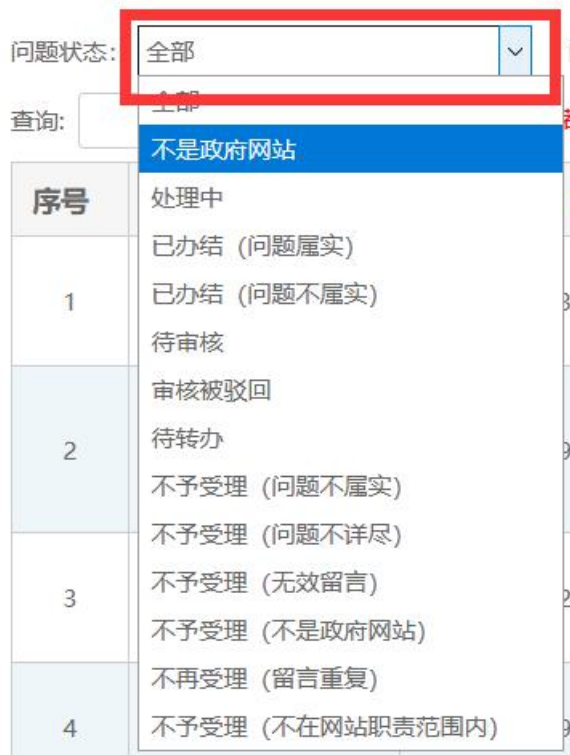 问题状态: 全部
全部
查询:
不是政府网站
序号
处理中
已办结（问题属实）
已办结（问题不属实）
1
待审核
审核被驳回
待转办
2
不予受理（问题不属实）
不予受理（问题不详尽）
不予受理（无效留言）
3
不予受理（不是政府网站）
不再受理（留言重复）
不予受理（不在网站职责范围内）
4